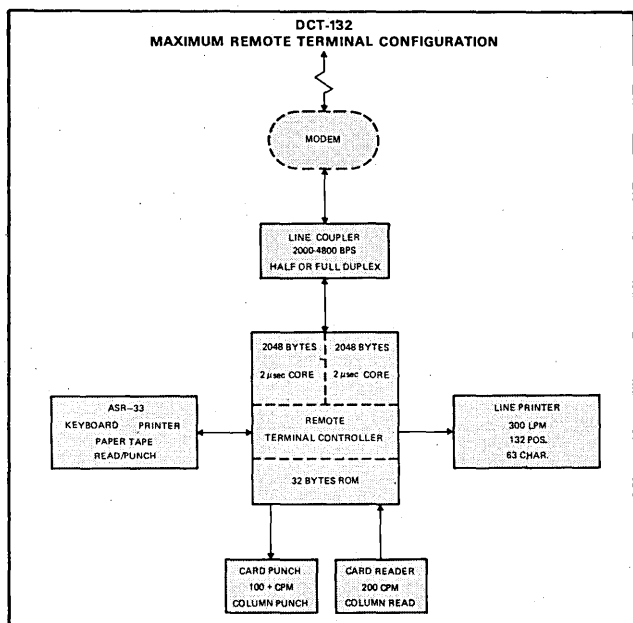 DCT-132
MAXIMUM REMOTE TERMINAL CONFIGURATION
MODEM
LINE COUPLER
2000-4800 BPS
HALF OR FULL DUPLEX
2048 BYTES
2 μsec CORE
2048 BYTES
2 μsec CORE
REMOTE
TERMINAL CONTROLLER
32 BYTES ROM
ASR-33
KEYBOARD PRINTER
PAPER TAPE
READ/PUNCH
LINE PRINTER
300 LPM
132 POS.
63 CHAR.
CARD PUNCH
100 + CPM
COLUMN PUNCH
CARD READER
200 CPM
COLUMN READ